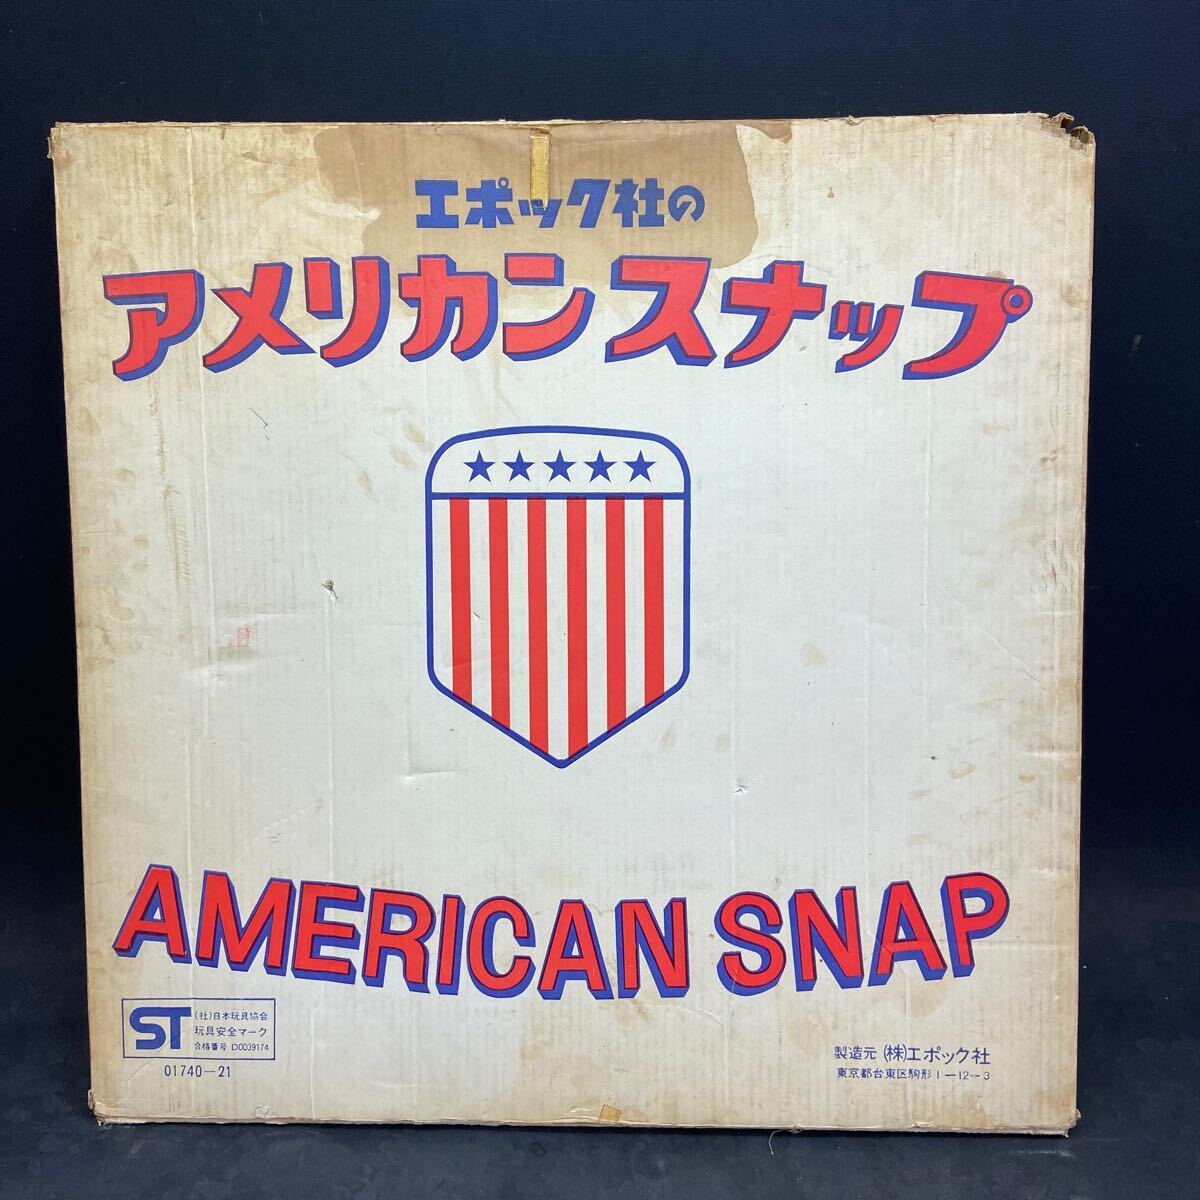 エポック社の
アメリカンスナップ
AMERICAN SNAP
ST
(社)日本玩具協会
玩具安全マーク
合格番号 D0039174
01740-21
製造元 (株)エポック社
東京都台東区駒形1-12-3